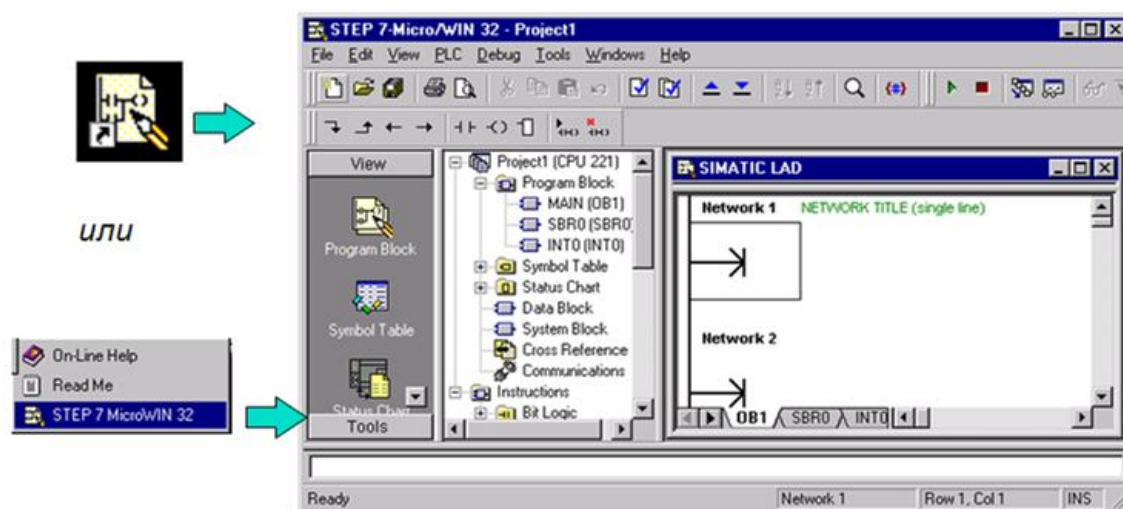 или
On-Line Help
Read Me
STEP 7 MicroWIN 32
STEP 7-Micro/WIN 32 - Project1
File Edit View PLC Debug Tools Windows Help
View
Program Block
Symbol Table
Status Chart
Tools
Project1 (CPU 221)
Program Block
MAIN (OB1)
SBR0 (SBR0)
INT0 (INT0)
Symbol Table
Status Chart
Data Block
System Block
Cross Reference
Communications
Instructions
Bit Logic
SIMATIC LAD
Network 1 NETWORK TITLE (single line)
Network 2
OB1 SBR0 INT0
Ready Network 1 Row 1, Col 1 INS